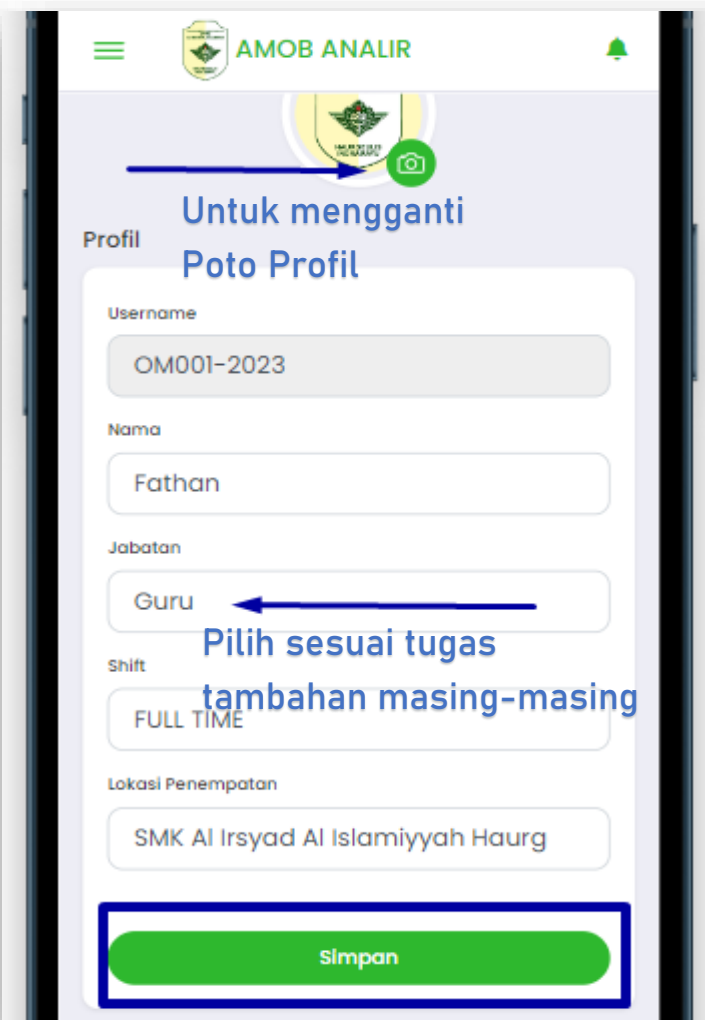 AMOB ANALIR
Untuk mengganti
Poto Profil
Profil
Username
OM001-2023
Nama
Fathan
Jabatan
Guru
Pilih sesuai tugas
tambahan masing-masing
Shift
FULL TIME
Lokasi Penempatan
SMK Al Irsyad Al Islamiyyah Haurg
Simpan